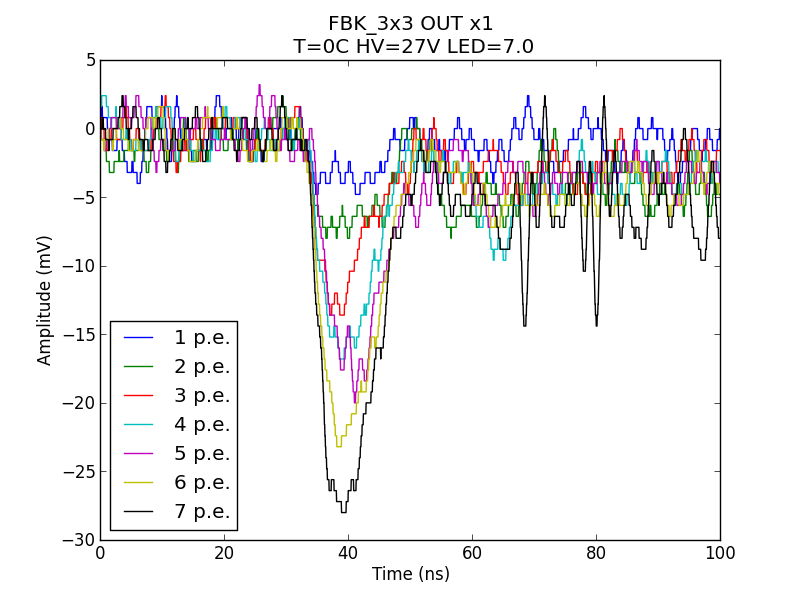 FBK_3x3 OUT x1
T=0C HV=27V LED=7.0
5
0
−5
−10
−15
−20
−25
−30
Amplitude (mV)
1 p.e.
2 p.e.
3 p.e.
4 p.e.
5 p.e.
6 p.e.
7 p.e.
0 20 40 60 80 100
Time (ns)